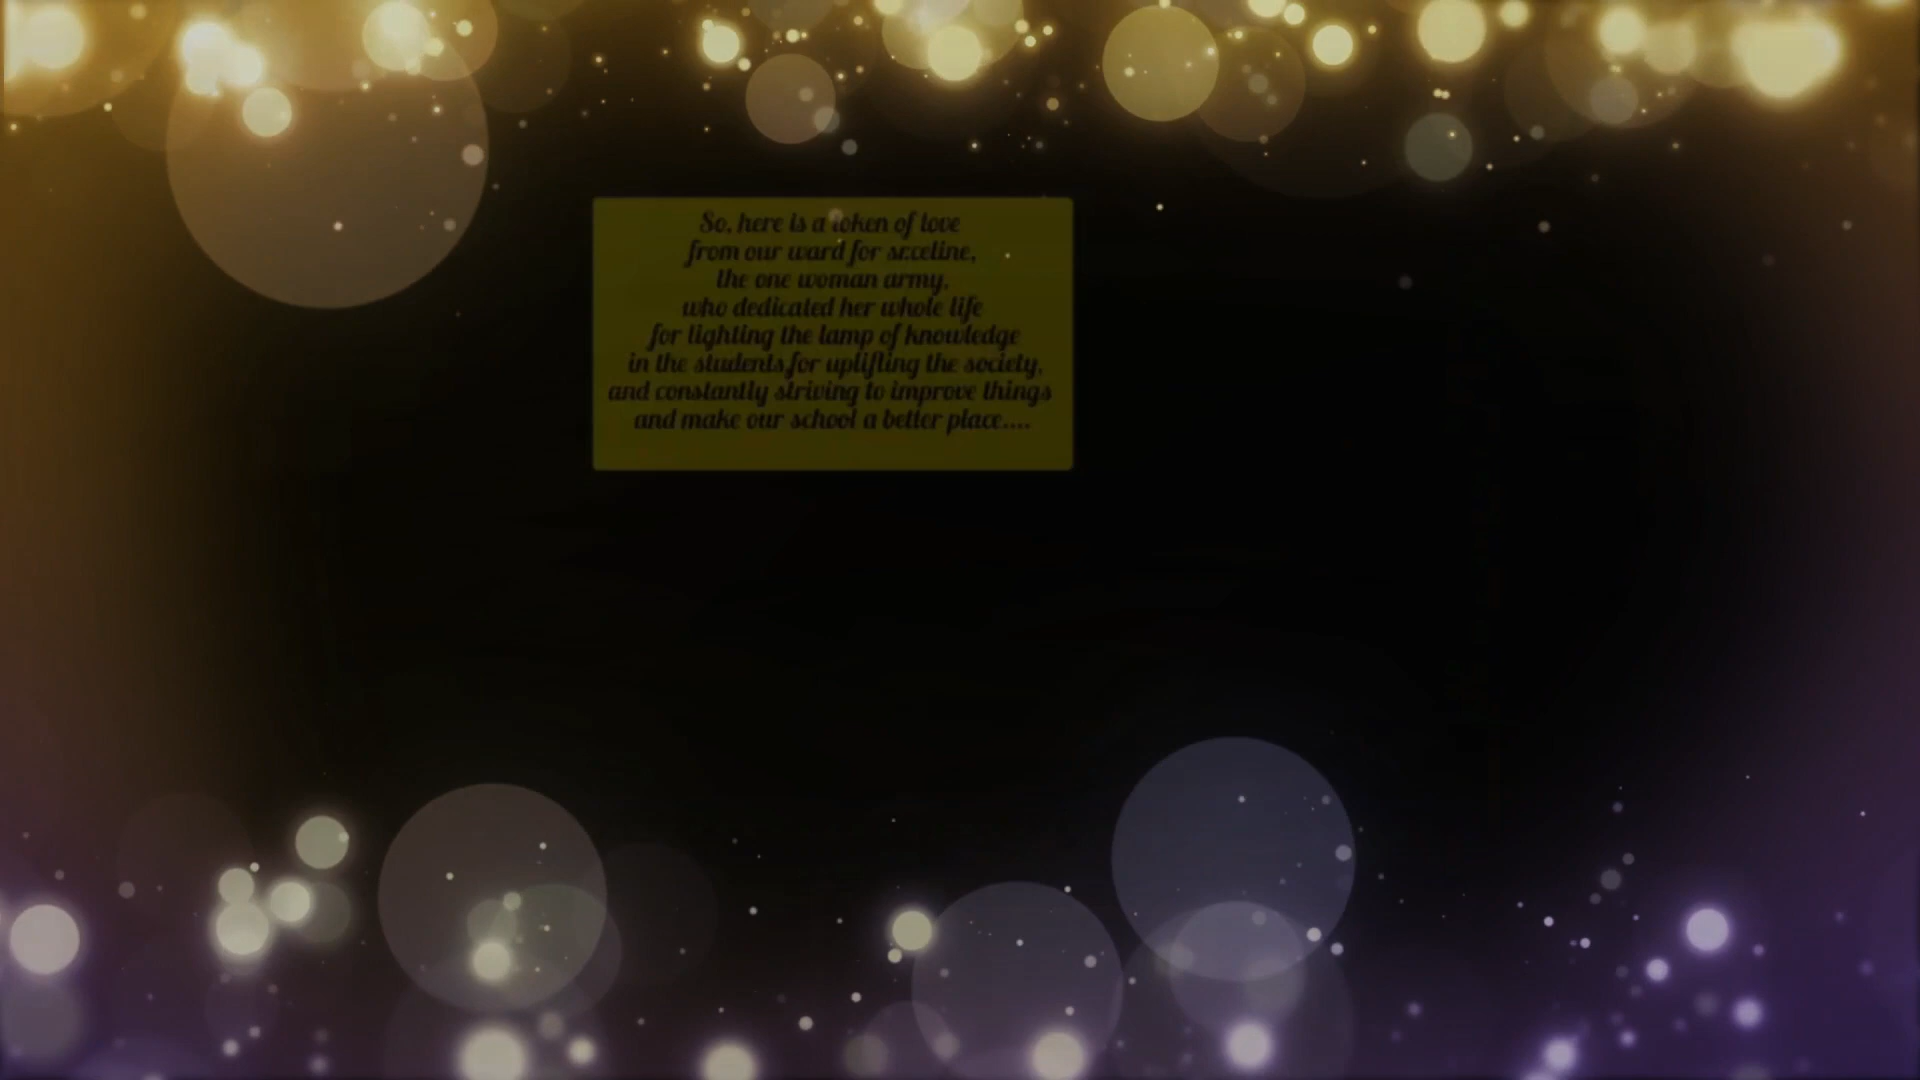 So, here is a token of love
from our ward for sr.celine,
the one woman army,
who dedicated her whole life
for lighting the lamp of knowledge
in the students,for uplifting the society,
and constantly striving to improve things
and make our school a better place....